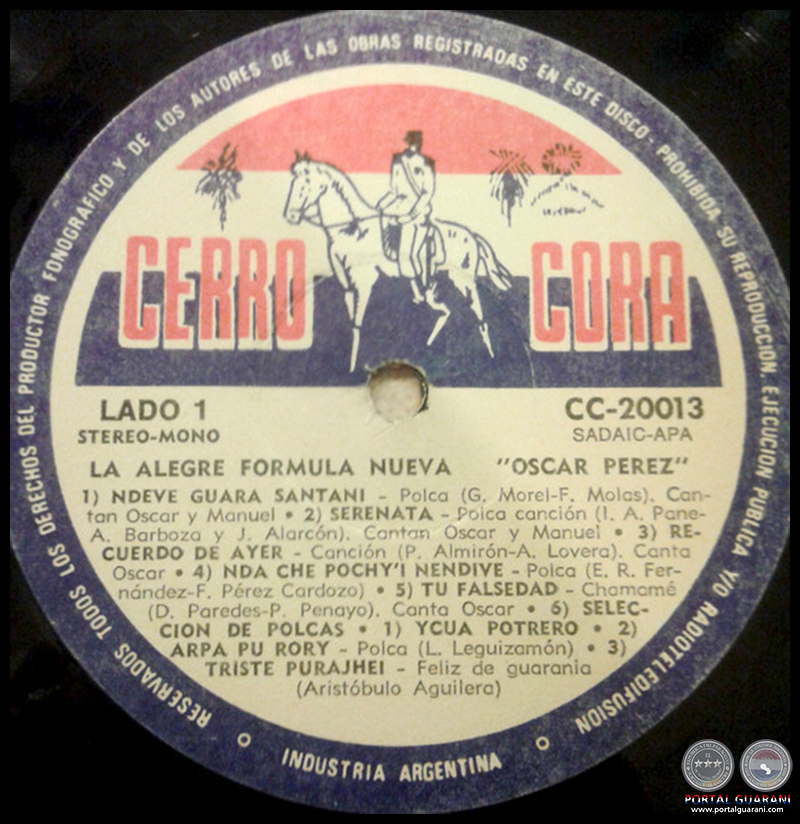 RESERVADOS TODOS LOS DERECHOS DEL PRODUCTOR FONOGRAFICO Y DE LOS AUTORES DE LAS OBRAS REGISTRADAS EN ESTE DISCO - PROHIBIDA SU REPRODUCCION, EJECUCION PUBLICA Y/O RADIOTELEDIFUSION
CERRO CORA
LADO 1 CC-20013
STEREO-MONO SADAIC-APA
LA ALEGRE FORMULA NUEVA "OSCAR PEREZ"
1) NDEVE GUARA SANTANI - Polca (G. Morel-F. Molas). Can-
tan Oscar y Manuel • 2) SERENATA - Polca canción (I. A. Pane-
A. Barboza y J. Alarcón). Cantan Oscar y Manuel • 3) RE-
CUERDO DE AYER - Canción (P. Almirón-A. Lovera). Canta
Oscar • 4) NDA CHE POCHY'I NENDIVE - Polca (E. R. Fer-
nández-F. Pérez Cardozo) • 5) TU FALSEDAD - Chamamé
(D. Paredes-P. Penayo). Canta Oscar • 6) SELEC-
CION DE POLCAS • 1) YCUA POTRERO • 2)
ARPA PU RORY - Polca (L. Leguizamón) • 3)
TRISTE PURAJHEI - Feliz de guarania
(Aristóbulo Aguilera)
INDUSTRIA ARGENTINA
PORTAL GUARANI
www.portalguarani.com